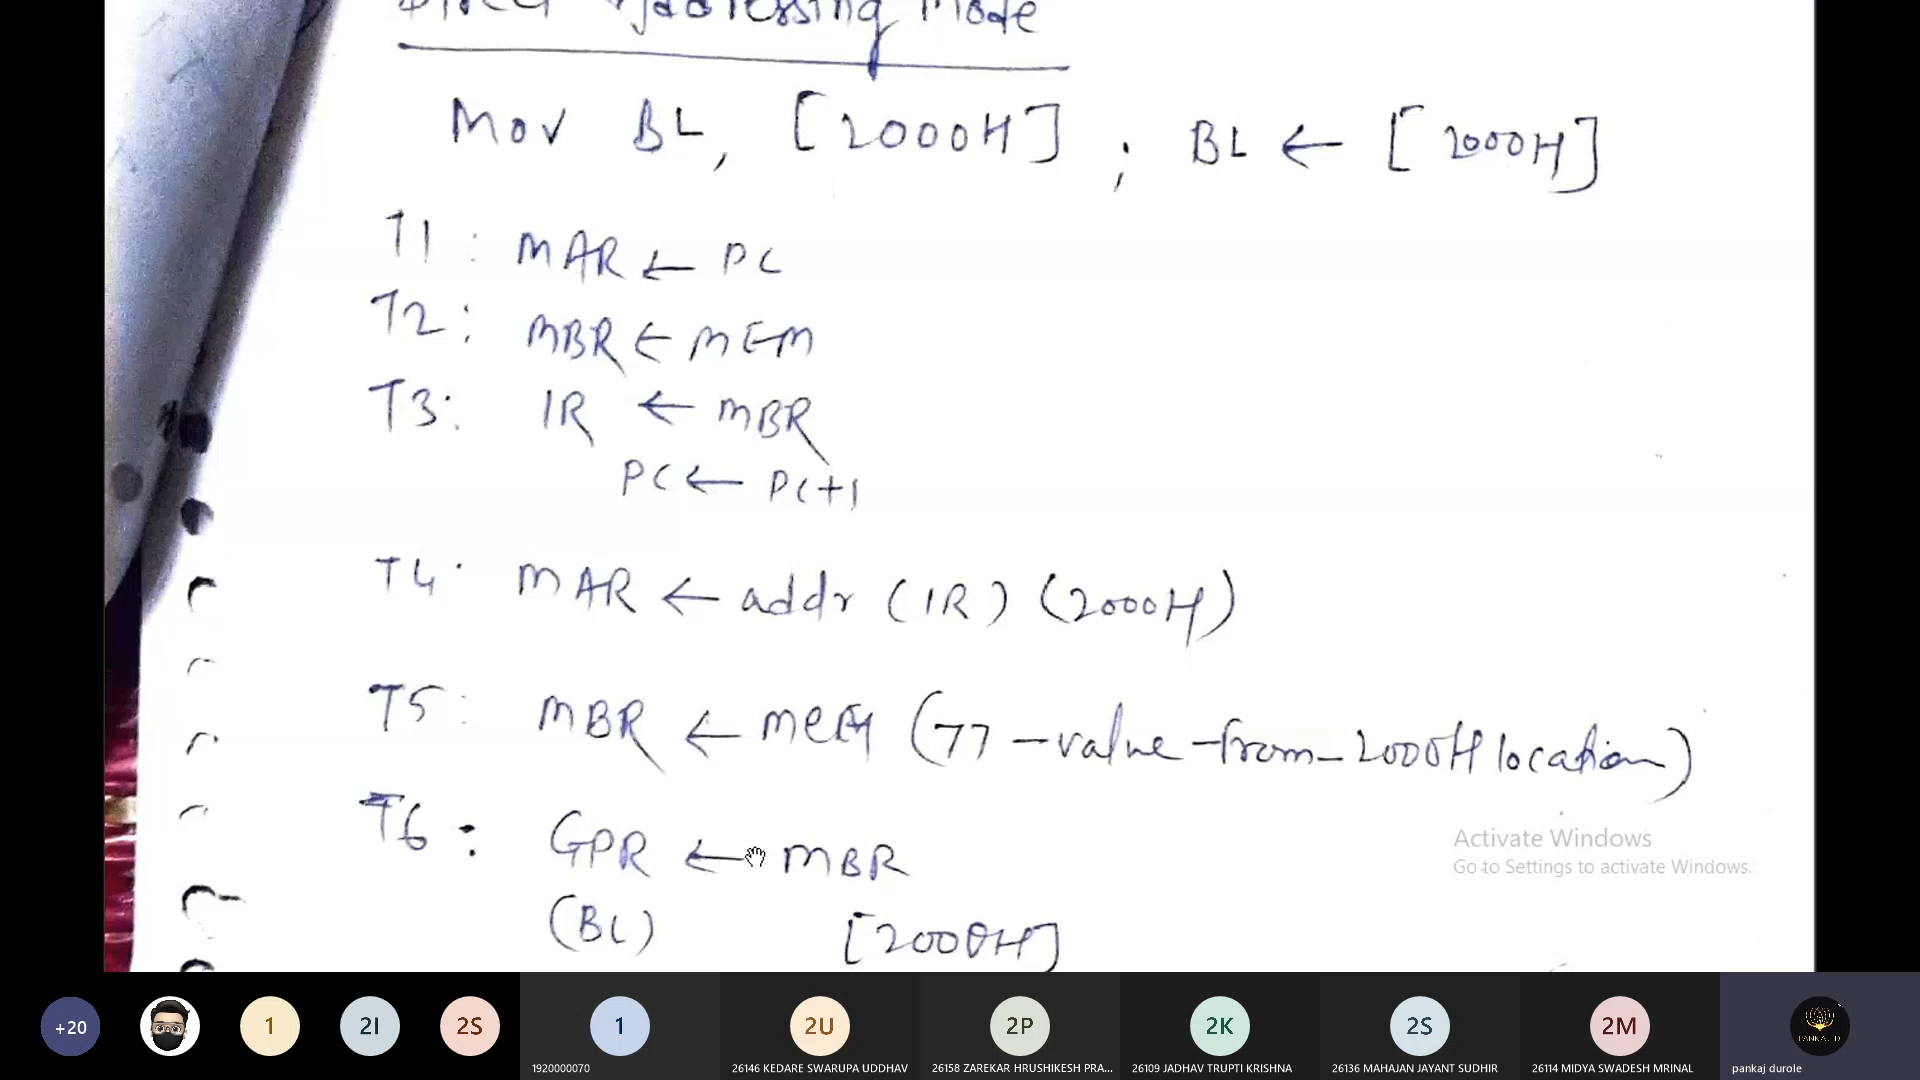 Direct Addressing Mode
Mov BL, [2000H] ; BL ← [2000H]
T1 : MAR ← PC
T2 : MBR ← MEM
T3 : IR ← MBR
PC ← PC+1
T4 : MAR ← addr (IR) (2000H)
T5 : MBR ← MEM (77 - value - from - 2000H location)
T6 : GPR ← MBR
(BL) [2000H]
Activate Windows
Go to Settings to activate Windows.
+20
1
2I
2S
1
2U
2P
2K
2S
2M
PANKAJ D
1920000070
26146 KEDARE SWARUPA UDDHAV
26158 ZAREKAR HRUSHIKESH PRA...
26109 JADHAV TRUPTI KRISHNA
26136 MAHAJAN JAYANT SUDHIR
26114 MIDYA SWADESH MRINAL
pankaj durole